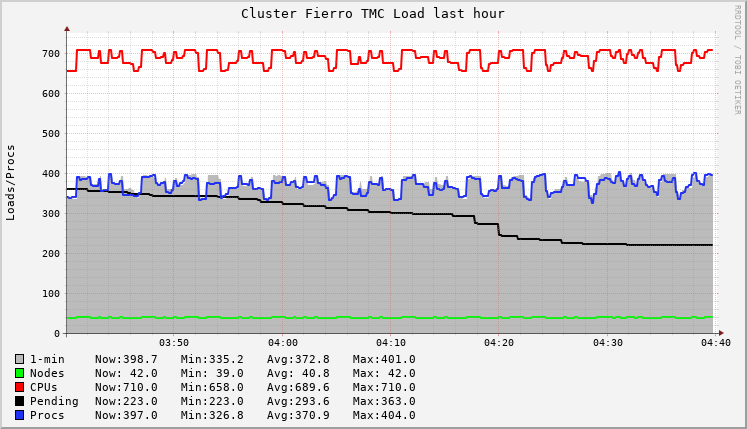 Cluster Fierro TMC Load last hour
RRDTOOL / TOBI OETIKER
Loads/Procs
700
600
500
400
300
200
100
0
03:50 04:00 04:10 04:20 04:30 04:40
1-min Now:398.7 Min:335.2 Avg:372.8 Max:401.0
Nodes Now: 42.0 Min: 39.0 Avg: 40.8 Max: 42.0
CPUs Now:710.0 Min:658.0 Avg:689.6 Max:710.0
Pending Now:223.0 Min:223.0 Avg:293.6 Max:363.0
Procs Now:397.0 Min:326.8 Avg:370.9 Max:404.0